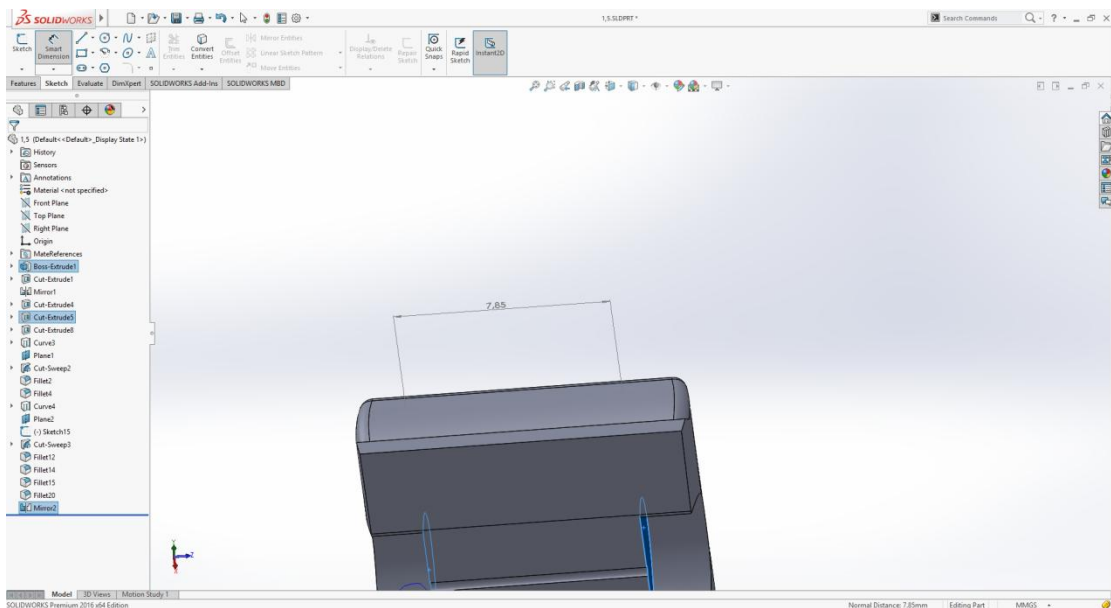 SOLIDWORKS
1,5.SLDPRT *
Search Commands
Sketch
Smart Dimension
Trim Entities
Convert Entities
Offset Entities
Mirror Entities
Linear Sketch Pattern
Move Entities
Display/Delete Relations
Repair Sketch
Quick Snaps
Rapid Sketch
Instant2D
Features Sketch Evaluate DimXpert SOLIDWORKS Add-Ins SOLIDWORKS MBD
1,5 (Default<<Default>_Display State 1>)
History
Sensors
Annotations
Material <not specified>
Front Plane
Top Plane
Right Plane
Origin
MateReferences
Boss-Extrude1
Cut-Extrude1
Mirror1
Cut-Extrude4
Cut-Extrude5
Cut-Extrude8
Curve3
Plane1
Cut-Sweep2
Fillet2
Fillet4
Curve4
Plane2
(-) Sketch15
Cut-Sweep3
Fillet12
Fillet14
Fillet15
Fillet20
Mirror2
7,85
Y
Z
X
Model 3D Views Motion Study 1
SOLIDWORKS Premium 2016 x64 Edition
Normal Distance: 7.85mm Editing Part MMGS